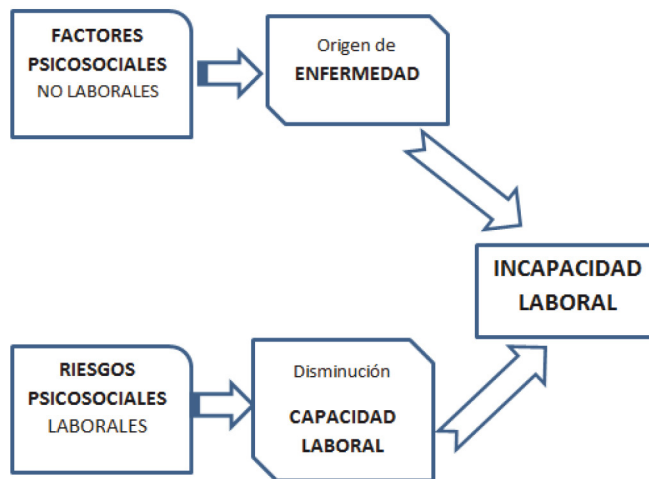 FACTORES
PSICOSOCIALES
NO LABORALES
Origen de
ENFERMEDAD
INCAPACIDAD
LABORAL
RIESGOS
PSICOSOCIALES
LABORALES
Disminución
CAPACIDAD
LABORAL